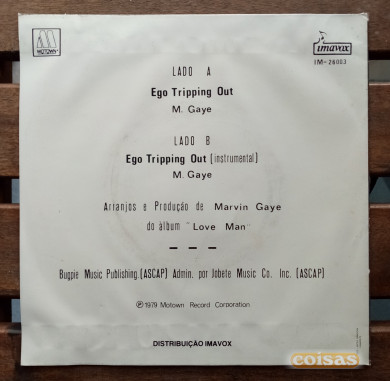 MOTOWN
imavox
IM-26003
LADO A
Ego Tripping Out
M. Gaye
LADO B
Ego Tripping Out (instrumental)
M. Gaye
Arranjos e Produção de Marvin Gaye
do álbum "Love Man"
Bugpie Music Publishing.(ASCAP) Admin. por Jobete Music Co. Inc. (ASCAP)
℗ 1979 Motown Record Corporation
DISTRIBUIÇÃO IMAVOX
coisas